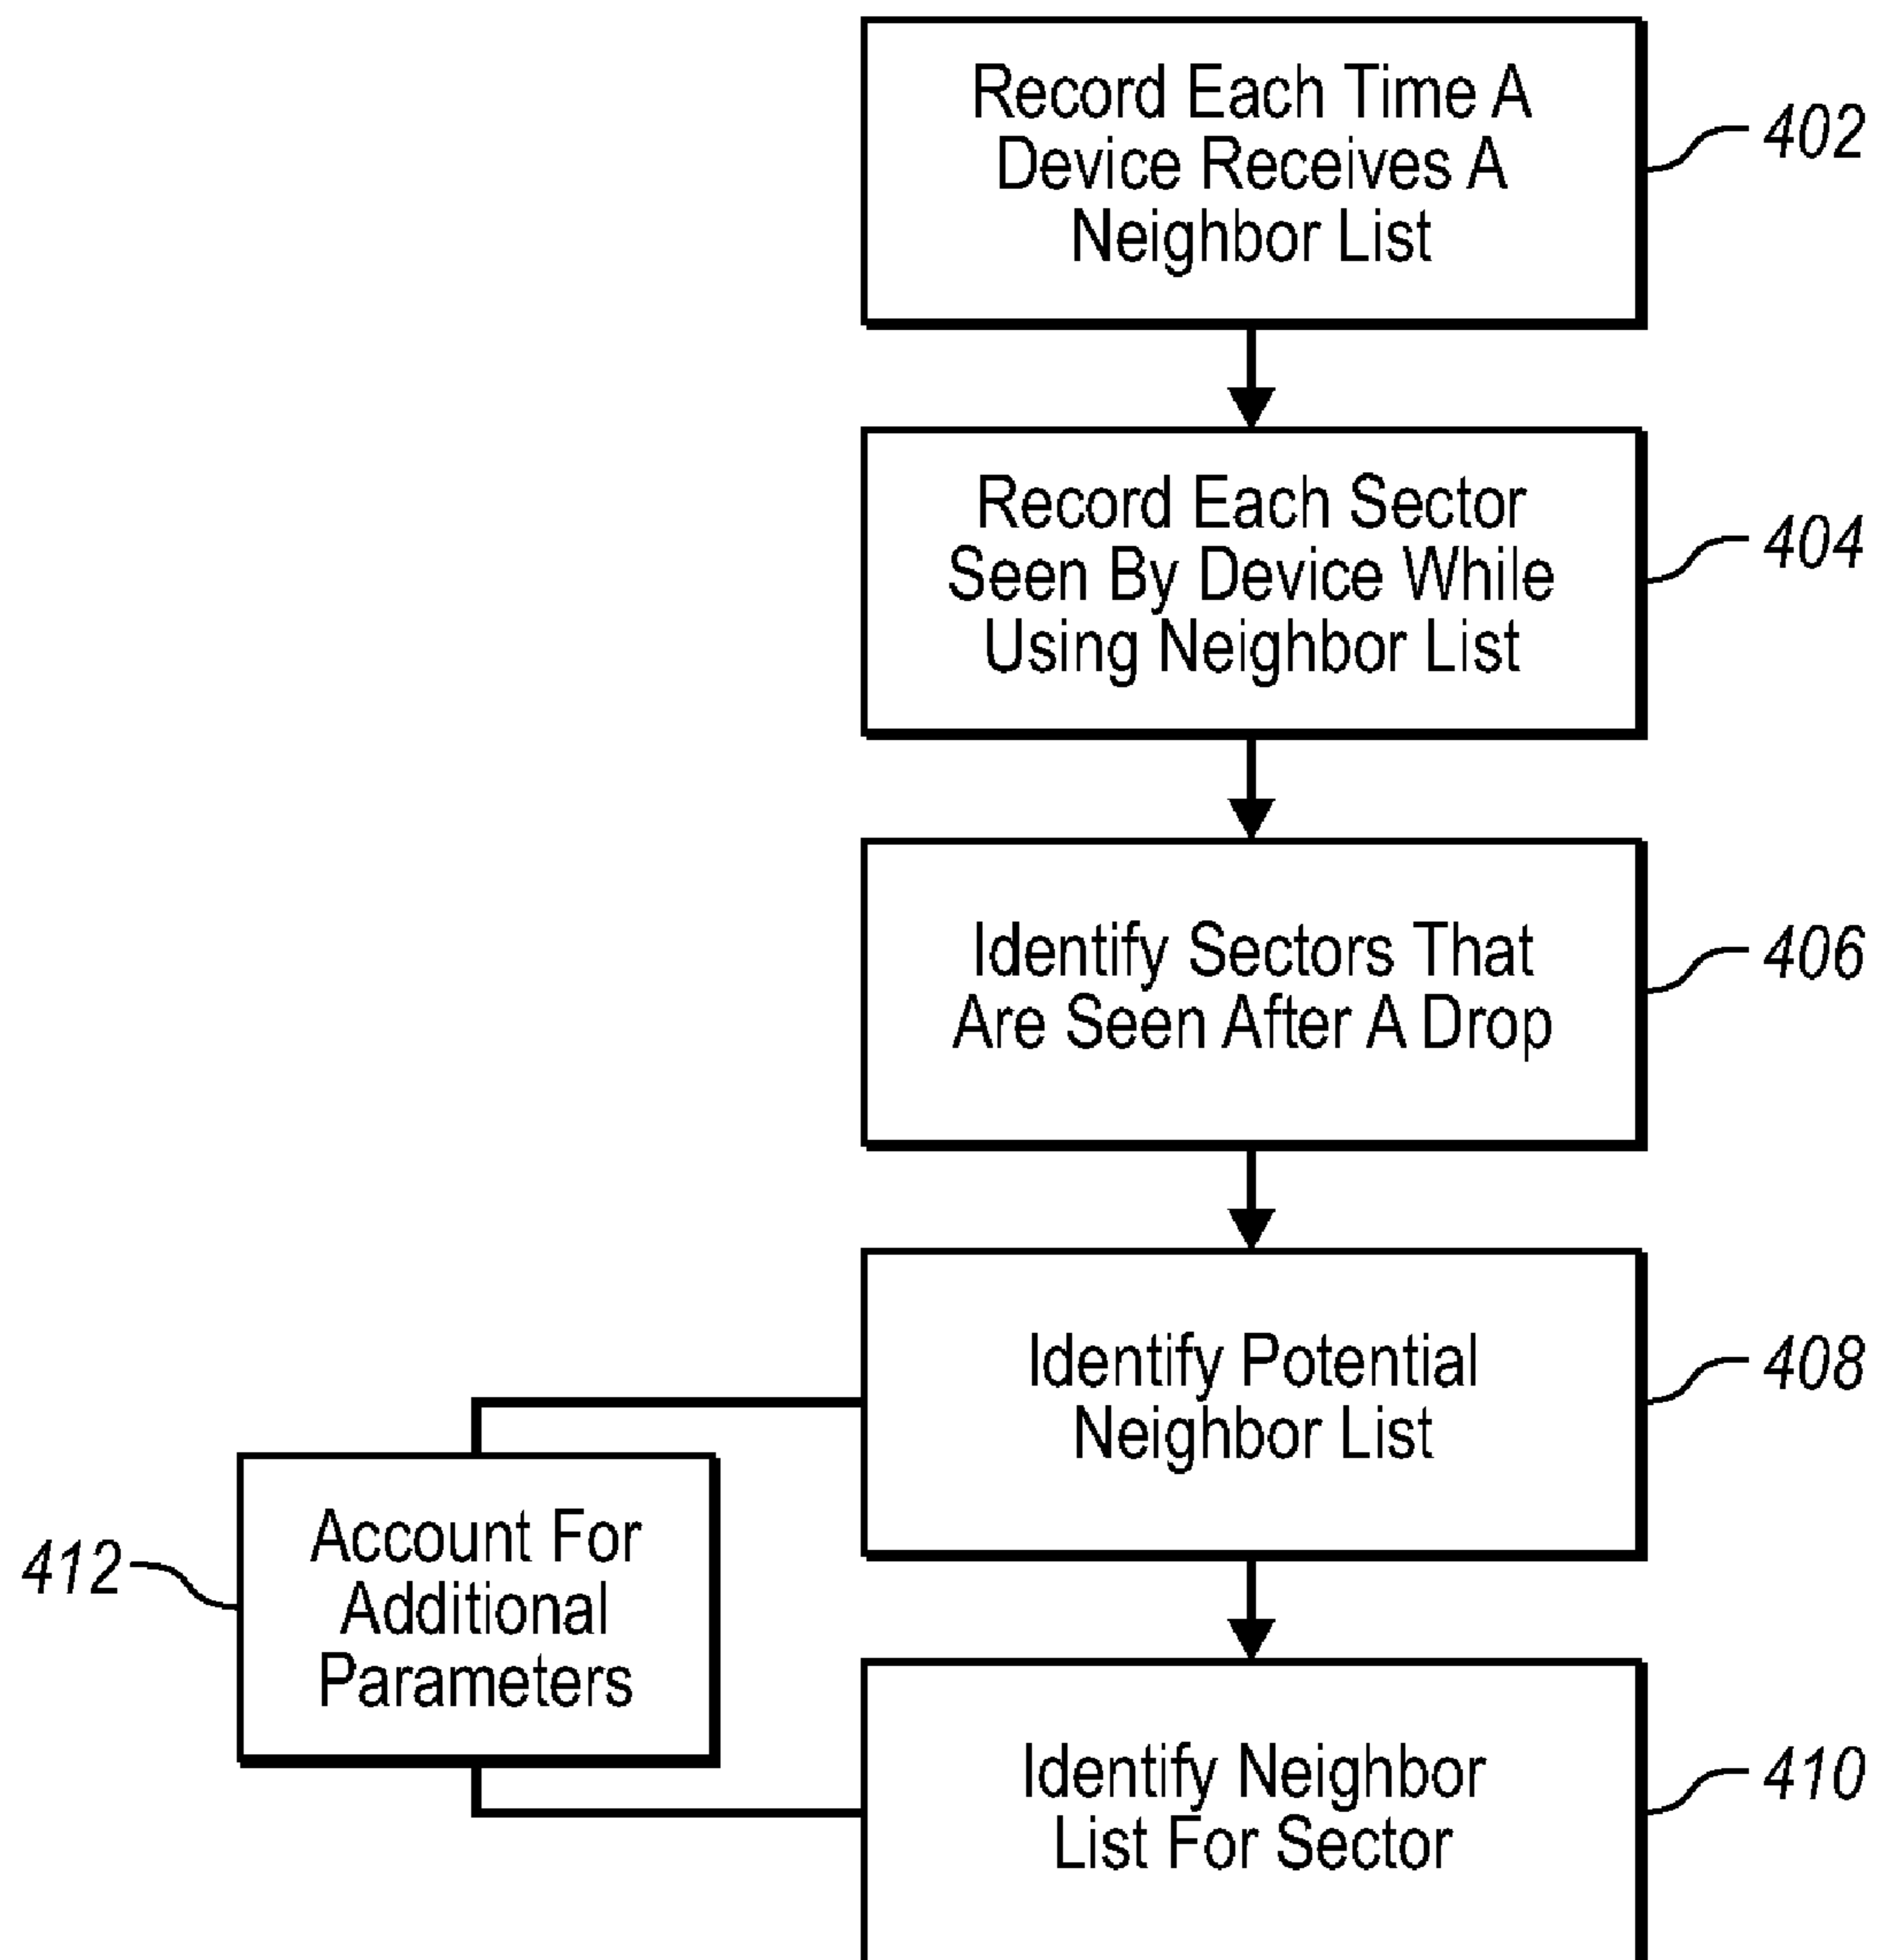 Record Each Time A
Device Receives A
Neighbor List
402
Record Each Sector
Seen By Device While
Using Neighbor List
404
Identify Sectors That
Are Seen After A Drop
406
Identify Potential
Neighbor List
408
Account For
Additional
Parameters
412
Identify Neighbor
List For Sector
410